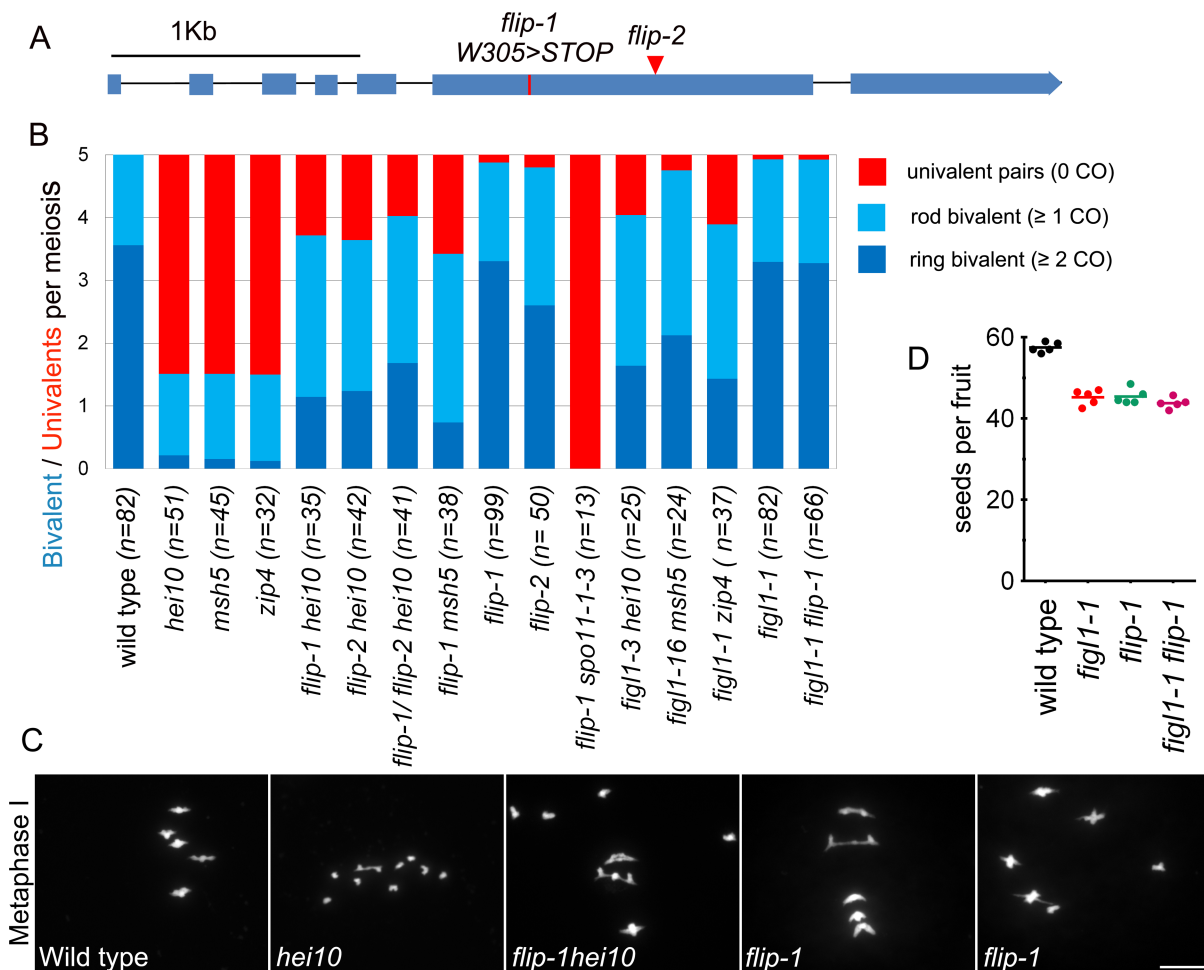 A
1Kb
flip-1
W305>STOP
flip-2
B
Bivalent / Univalents per meiosis
5
4
3
2
1
0
wild type (n=82)
hei10 (n=51)
msh5 (n=45)
zip4 (n=32)
flip-1 hei10 (n=35)
flip-2 hei10 (n=42)
flip-1/ flip-2 hei10 (n=41)
flip-1 msh5 (n=38)
flip-1 (n=99)
flip-2 (n= 50)
flip-1 spo11-1-3 (n=13)
figl1-3 hei10 (n=25)
figl1-16 msh5 (n=24)
figl1-1 zip4 ( n=37)
figl1-1 (n=82)
figl1-1 flip-1 (n=66)
univalent pairs (0 CO)
rod bivalent (≥ 1 CO)
ring bivalent (≥ 2 CO)
D
seeds per fruit
60
40
20
0
wild type
figl1-1
flip-1
figl1-1 flip-1
C
Metaphase I
Wild type
hei10
flip-1hei10
flip-1
flip-1